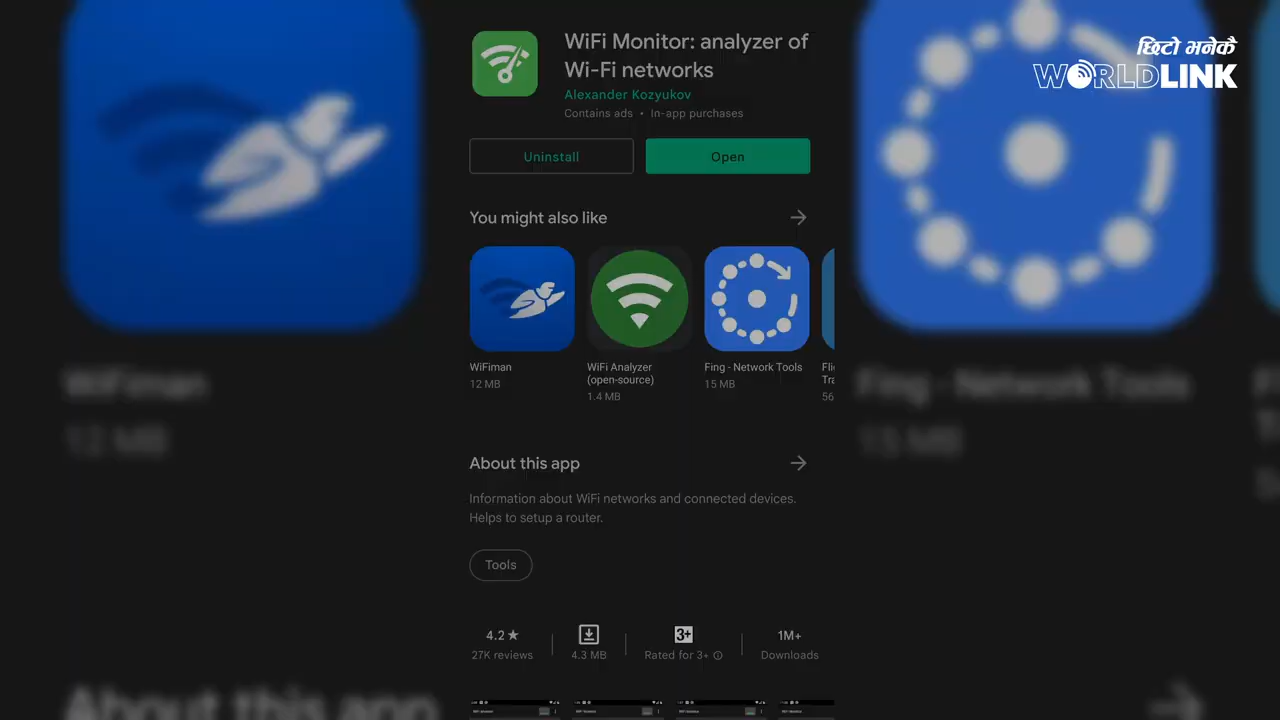 छिटो भनेकै
WORLDLINK
WiFi Monitor: analyzer of
Wi-Fi networks
Alexander Kozyukov
Contains ads • In-app purchases
Uninstall
Open
You might also like
WiFiman
12 MB
WiFi Analyzer
(open-source)
1.4 MB
Fing - Network Tools
15 MB
Fli
Tra
56
About this app
Information about WiFi networks and connected devices.
Helps to setup a router.
Tools
4.2★
27K reviews
4.3 MB
3+
Rated for 3+
1M+
Downloads
WiFiman
12 MB
Fing - Network Tools
15 MB
About this app